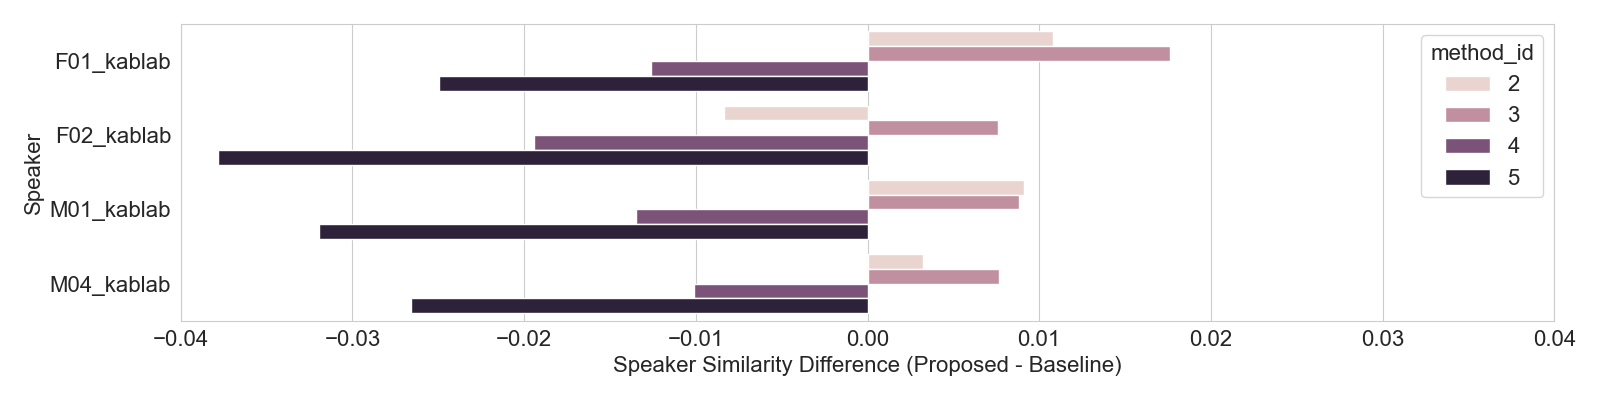 Speaker
F01_kablab
F02_kablab
M01_kablab
M04_kablab
method_id
2
3
4
5
−0.04 −0.03 −0.02 −0.01 0.00 0.01 0.02 0.03 0.04
Speaker Similarity Difference (Proposed - Baseline)